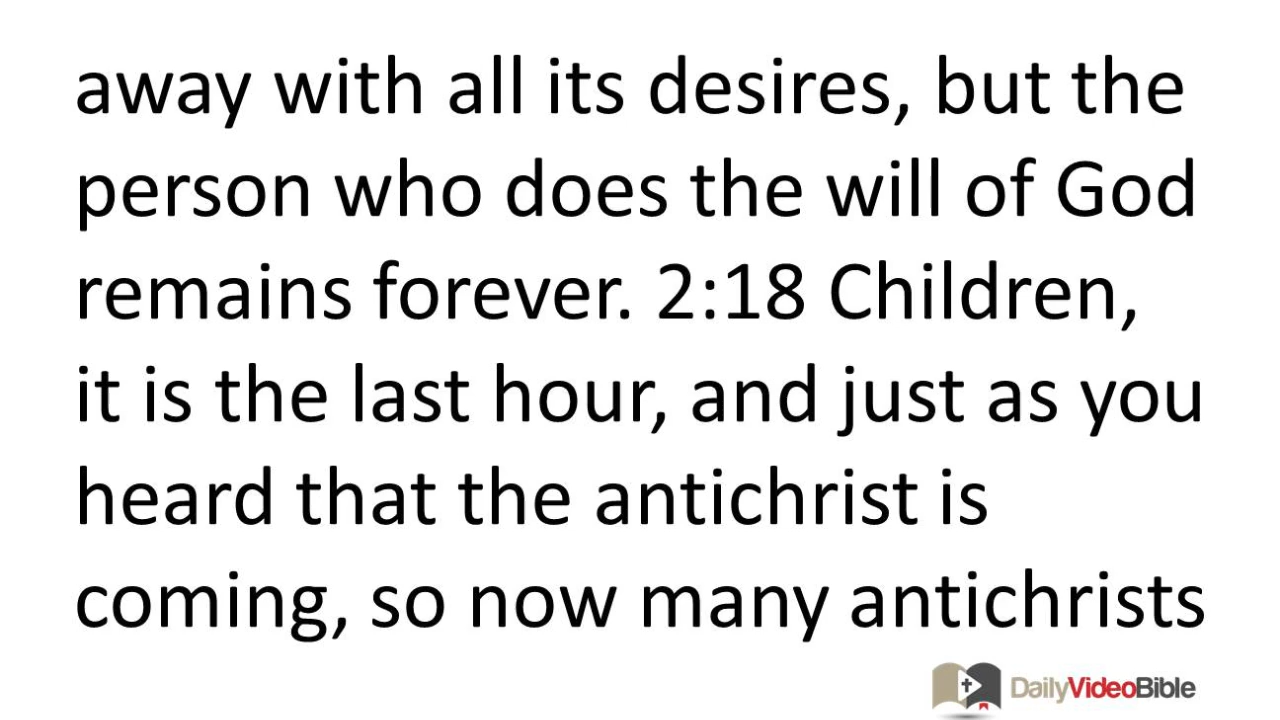 away with all its desires, but the
person who does the will of God
remains forever. 2:18 Children,
it is the last hour, and just as you
heard that the antichrist is
coming, so now many antichrists
DailyVideoBible